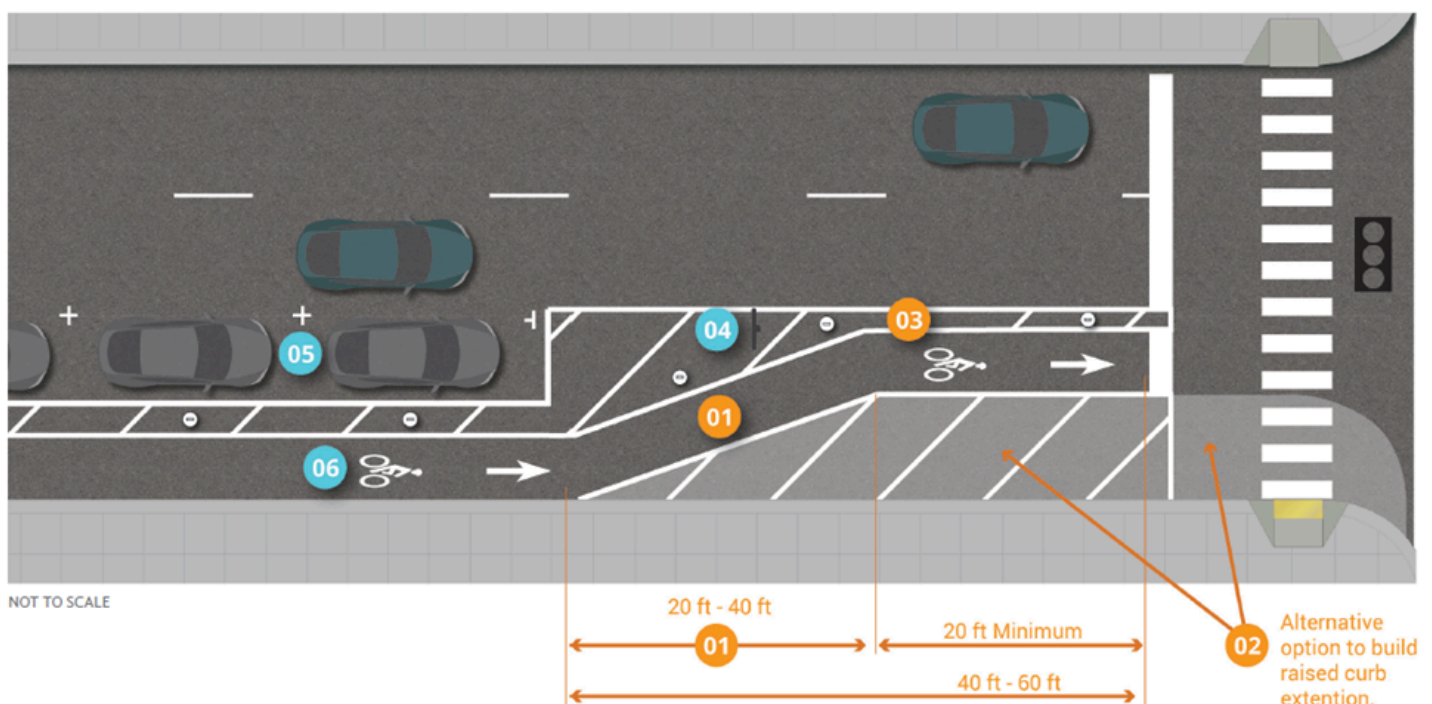 04
03
05
01
06
NOT TO SCALE
20 ft - 40 ft
01
20 ft Minimum
40 ft - 60 ft
02
Alternative
option to build
raised curb
extention.